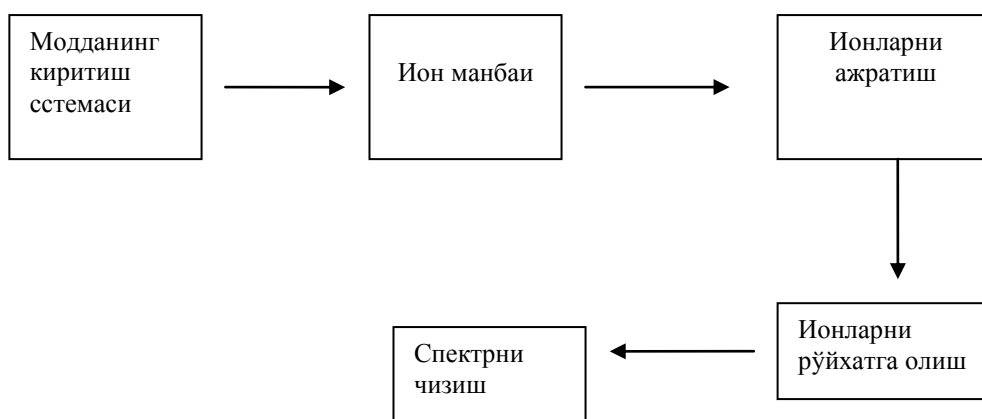 Модданинг
киритиш
сстемаси
Ион манбаи
Ионларни
ажратиш
Ионларни
рўйхатга олиш
Спектрни
чизиш